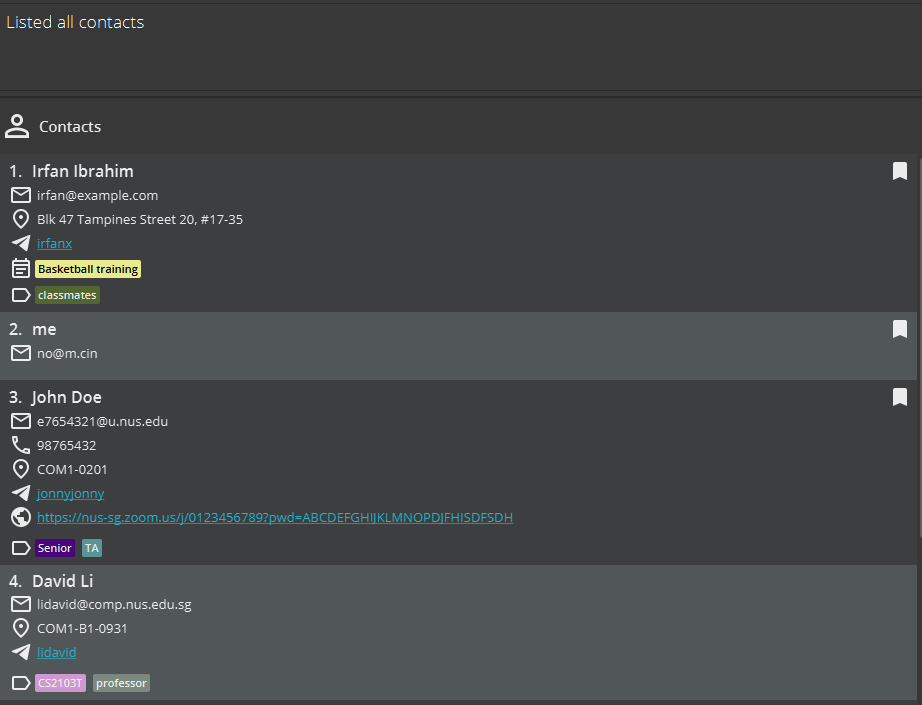 Listed all contacts
Contacts
1. Irfan Ibrahim
irfan@example.com
Blk 47 Tampines Street 20, #17-35
irfanx
Basketball training
classmates
2. me
no@m.cin
3. John Doe
e7654321@u.nus.edu
98765432
COM1-0201
jonnyjonny
https://nus-sg.zoom.us/j/0123456789?pwd=ABCDEFGHIJKLMNOPDJFHISDFSDH
Senior TA
4. David Li
lidavid@comp.nus.edu.sg
COM1-B1-0931
lidavid
CS2103T professor